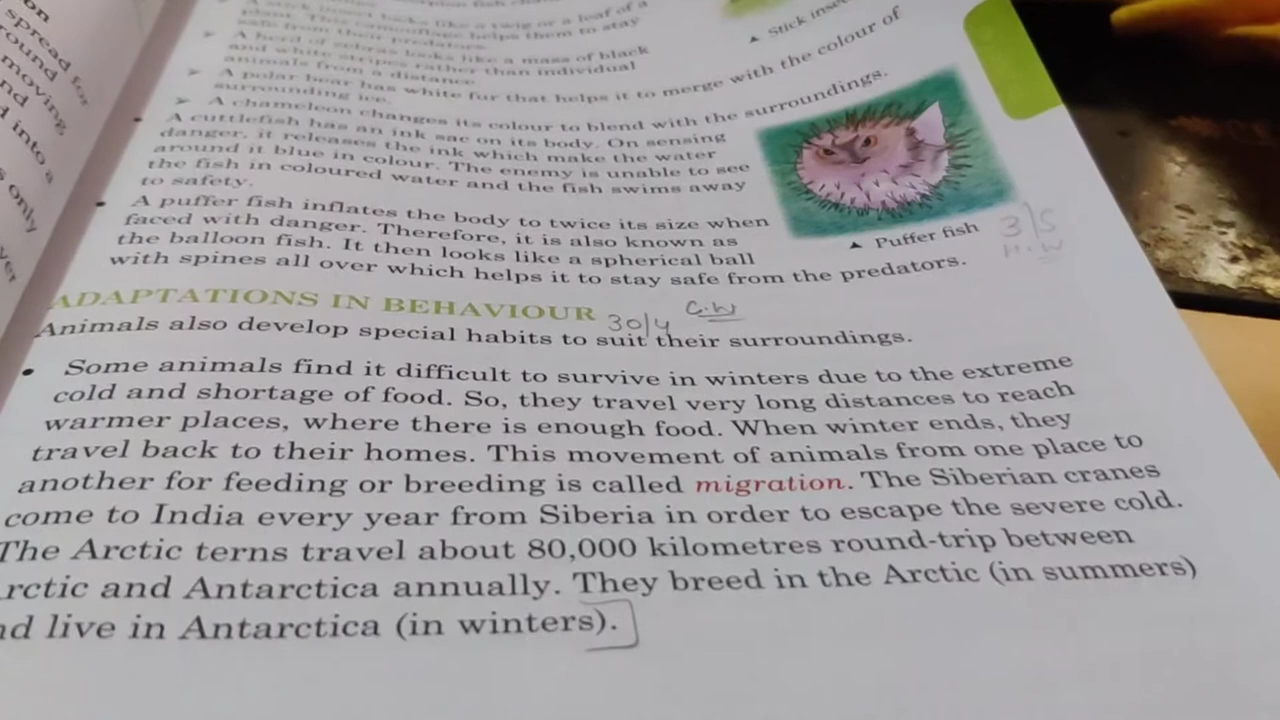 on
spread for
round
moving
nd
d into a
s only
ver
A stick insect looks like a twig or a leaf of a
plant. This camouflage helps them to stay
safe from their predators.
▲ Stick inse
➤ A herd of zebras looks like a mass of black
and white stripes rather than individual
animals from a distance.
➤ A polar bear has white fur that helps it to merge with the colour of
surrounding ice.
➤ A chameleon changes its colour to blend with the surroundings.
• A cuttlefish has an ink sac on its body. On sensing
danger, it releases the ink which make the water
around it blue in colour. The enemy is unable to see
the fish in coloured water and the fish swims away
to safety.
• A puffer fish inflates the body to twice its size when
faced with danger. Therefore, it is also known as
the balloon fish. It then looks like a spherical ball
with spines all over which helps it to stay safe from the predators.
▲ Puffer fish
3/5
H.W
ADAPTATIONS IN BEHAVIOUR 30/4 C.W
Animals also develop special habits to suit their surroundings.
• Some animals find it difficult to survive in winters due to the extreme
cold and shortage of food. So, they travel very long distances to reach
warmer places, where there is enough food. When winter ends, they
travel back to their homes. This movement of animals from one place to
another for feeding or breeding is called migration. The Siberian cranes
come to India every year from Siberia in order to escape the severe cold.
The Arctic terns travel about 80,000 kilometres round-trip between
rctic and Antarctica annually. They breed in the Arctic (in summers)
nd live in Antarctica (in winters).